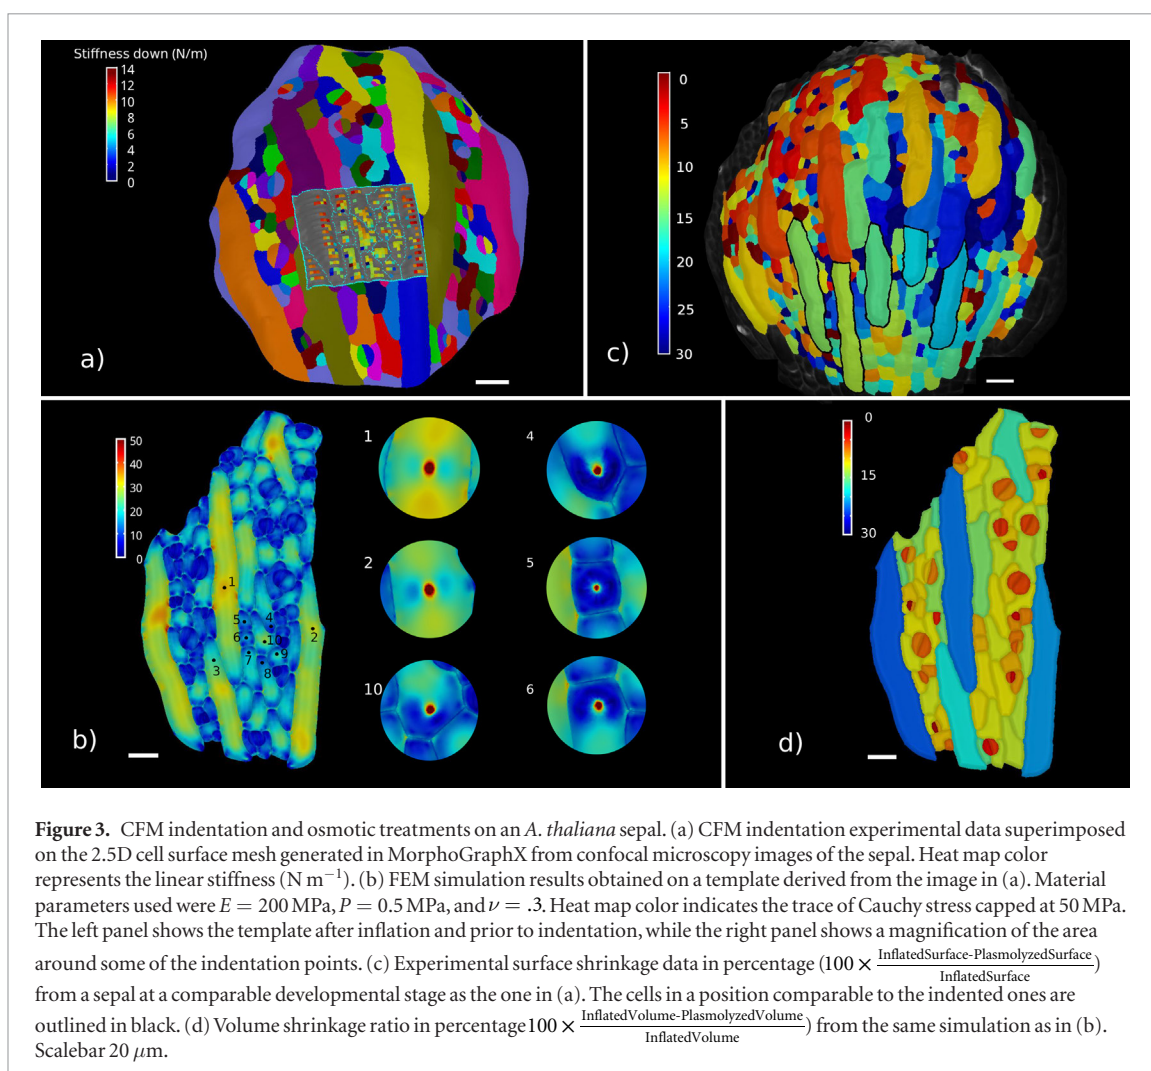 Stiffness down (N/m)
14
12
10
8
6
4
2
0
a)
0
5
10
15
20
25
30
c)
50
40
30
20
10
0
1
2
3
4
5
6
7
8
9
10
b)
1
4
2
5
10
6
0
15
30
d)
Figure 3. CFM indentation and osmotic treatments on an A. thaliana sepal. (a) CFM indentation experimental data superimposed
on the 2.5D cell surface mesh generated in MorphoGraphX from confocal microscopy images of the sepal. Heat map color
represents the linear stiffness (N m⁻¹). (b) FEM simulation results obtained on a template derived from the image in (a). Material
parameters used were E = 200 MPa, P = 0.5 MPa, and ν = .3. Heat map color indicates the trace of Cauchy stress capped at 50 MPa.
The left panel shows the template after inflation and prior to indentation, while the right panel shows a magnification of the area
around some of the indentation points. (c) Experimental surface shrinkage data in percentage (100 × InflatedSurface-PlasmolyzedSurface / InflatedSurface)
from a sepal at a comparable developmental stage as the one in (a). The cells in a position comparable to the indented ones are
outlined in black. (d) Volume shrinkage ratio in percentage 100 × InflatedVolume-PlasmolyzedVolume / InflatedVolume) from the same simulation as in (b).
Scalebar 20 μm.